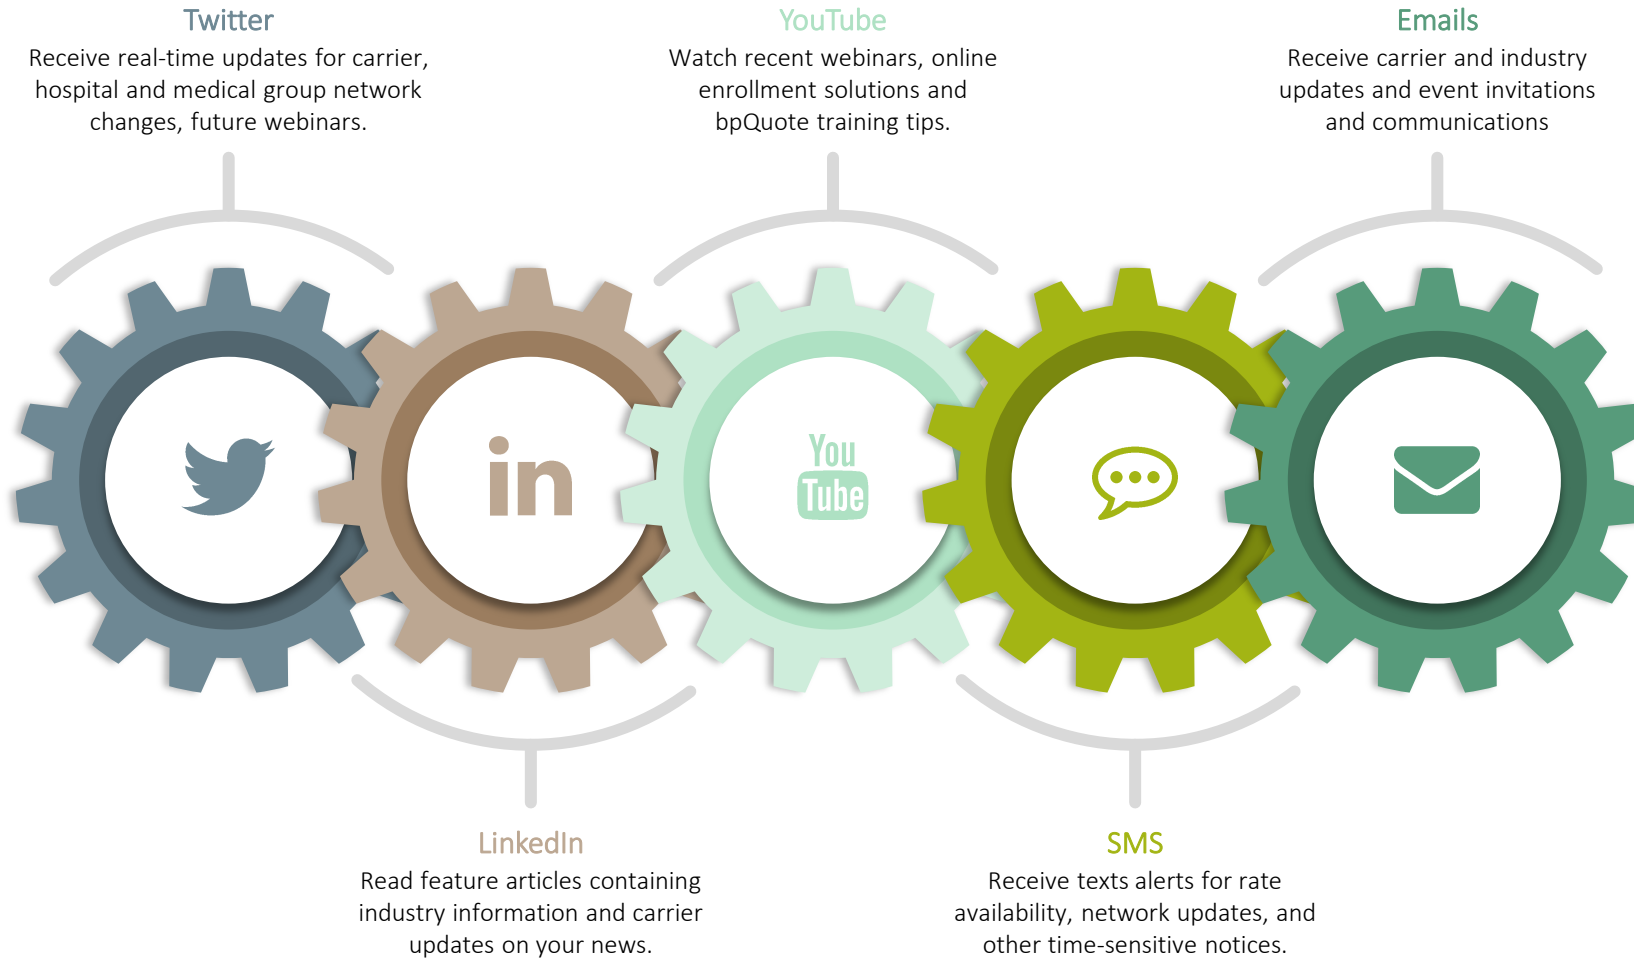 Twitter
Receive real-time updates for carrier,
hospital and medical group network
changes, future webinars.
YouTube
Watch recent webinars, online
enrollment solutions and
bpQuote training tips.
Emails
Receive carrier and industry
updates and event invitations
and communications
in
You
Tube
LinkedIn
Read feature articles containing
industry information and carrier
updates on your news.
SMS
Receive texts alerts for rate
availability, network updates, and
other time-sensitive notices.